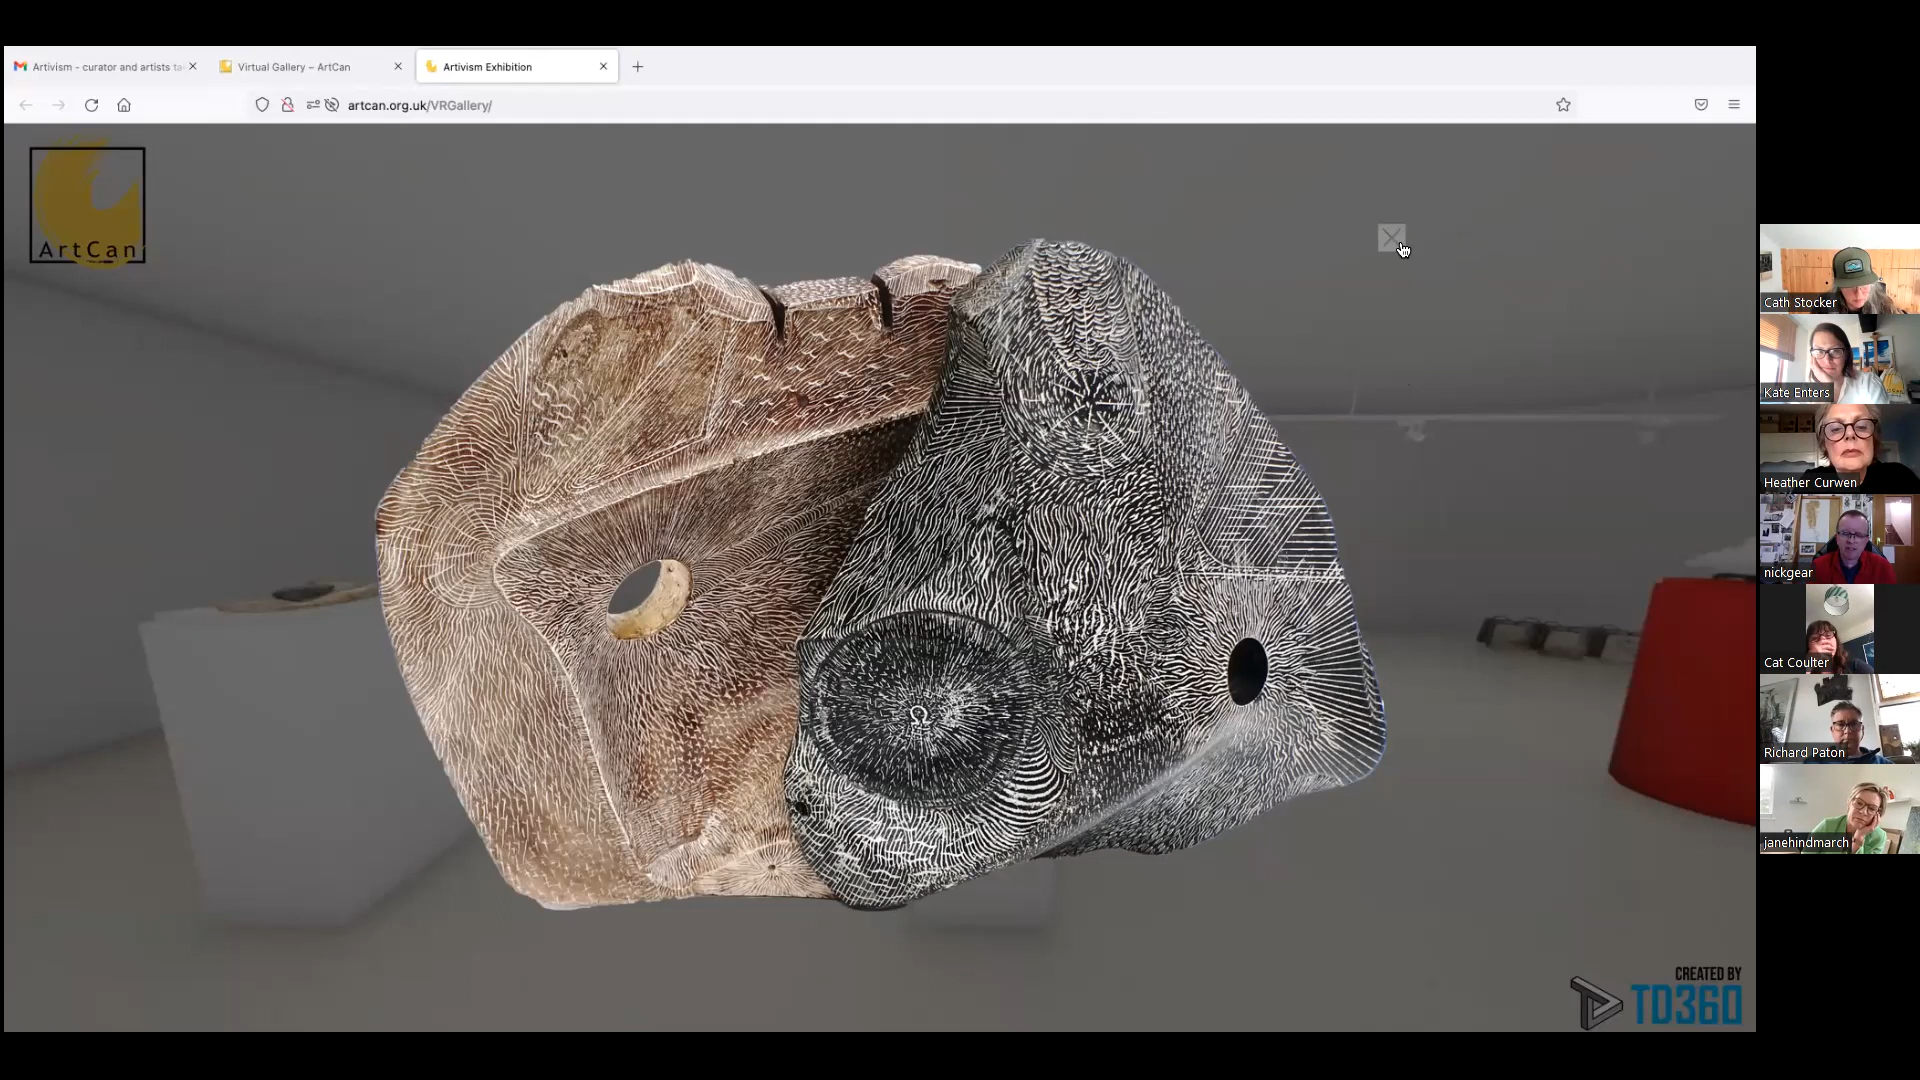 Artivism - curator and artists ta
Virtual Gallery – ArtCan
Artivism Exhibition
artcan.org.uk/VRGallery/
ArtCan
Cath Stocker
Kate Enters
Heather Curwen
nickgear
Cat Coulter
Richard Paton
janehindmarch
CREATED BY
TD360